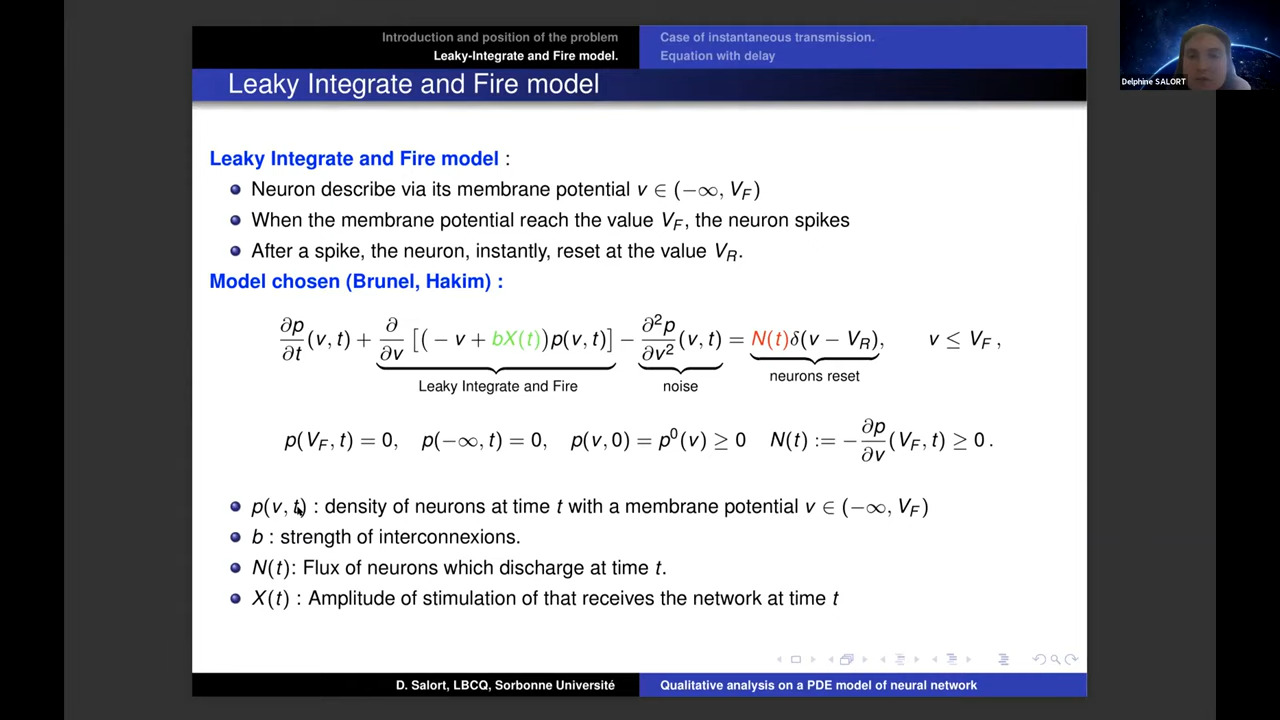 Introduction and position of the problem
Leaky-Integrate and Fire model.
Case of instantaneous transmission.
Equation with delay
Delphine SALORT
Leaky Integrate and Fire model
Leaky Integrate and Fire model :
Neuron describe via its membrane potential v ∈ (−∞, V_F)
When the membrane potential reach the value V_F, the neuron spikes
After a spike, the neuron, instantly, reset at the value V_R.
Model chosen (Brunel, Hakim) :
∂p/∂t (v, t) + ∂/∂v [(− v + bX(t))p(v, t)] − ∂²p/∂v² (v, t) = N(t)δ(v − V_R), v ≤ V_F ,
Leaky Integrate and Fire noise neurons reset
p(V_F, t) = 0, p(−∞, t) = 0, p(v, 0) = p⁰(v) ≥ 0 N(t) := −∂p/∂v (V_F, t) ≥ 0 .
p(v, t) : density of neurons at time t with a membrane potential v ∈ (−∞, V_F)
b : strength of interconnexions.
N(t): Flux of neurons which discharge at time t.
X(t) : Amplitude of stimulation of that receives the network at time t
D. Salort, LBCQ, Sorbonne Université
Qualitative analysis on a PDE model of neural network